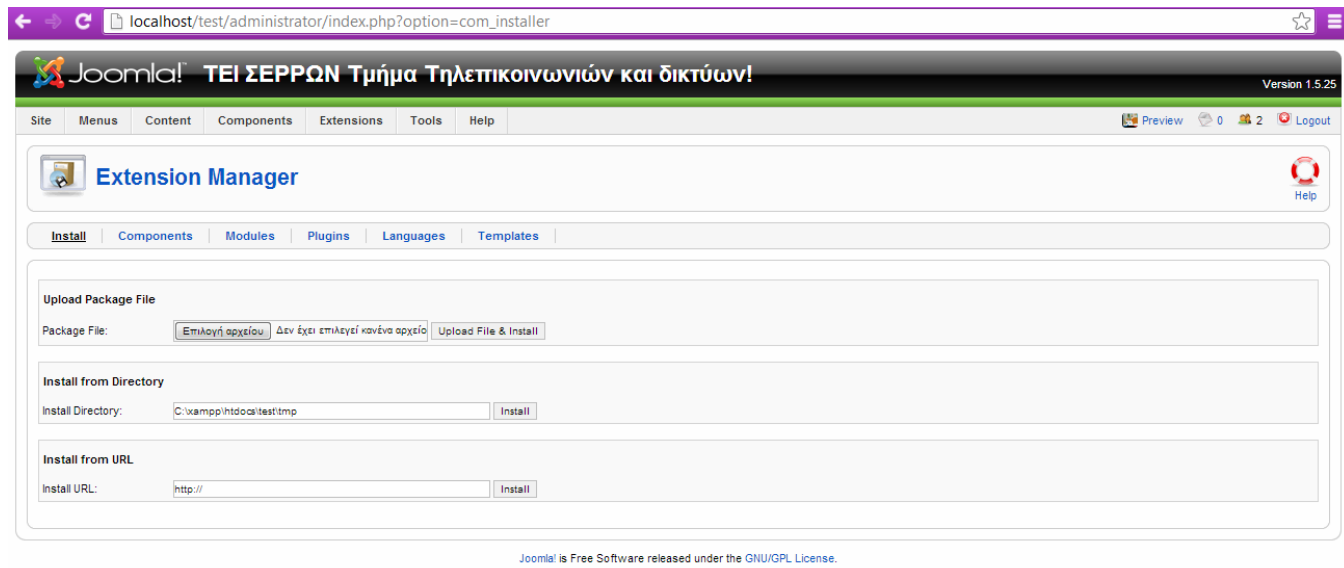 localhost/test/administrator/index.php?option=com_installer
Joomla!™ ΤΕΙ ΣΕΡΡΩΝ Τμήμα Τηλεπικοινωνιών και δικτύων!
Version 1.5.25
Site Menus Content Components Extensions Tools Help Preview 0 2 Logout
Extension Manager
Help
Install Components Modules Plugins Languages Templates
Upload Package File
Package File: Επιλογή αρχείου Δεν έχει επιλεγεί κανένα αρχείο Upload File & Install
Install from Directory
Install Directory: C:\xampp\htdocs\test\tmp Install
Install from URL
Install URL: http:// Install
Joomla! is Free Software released under the GNU/GPL License.